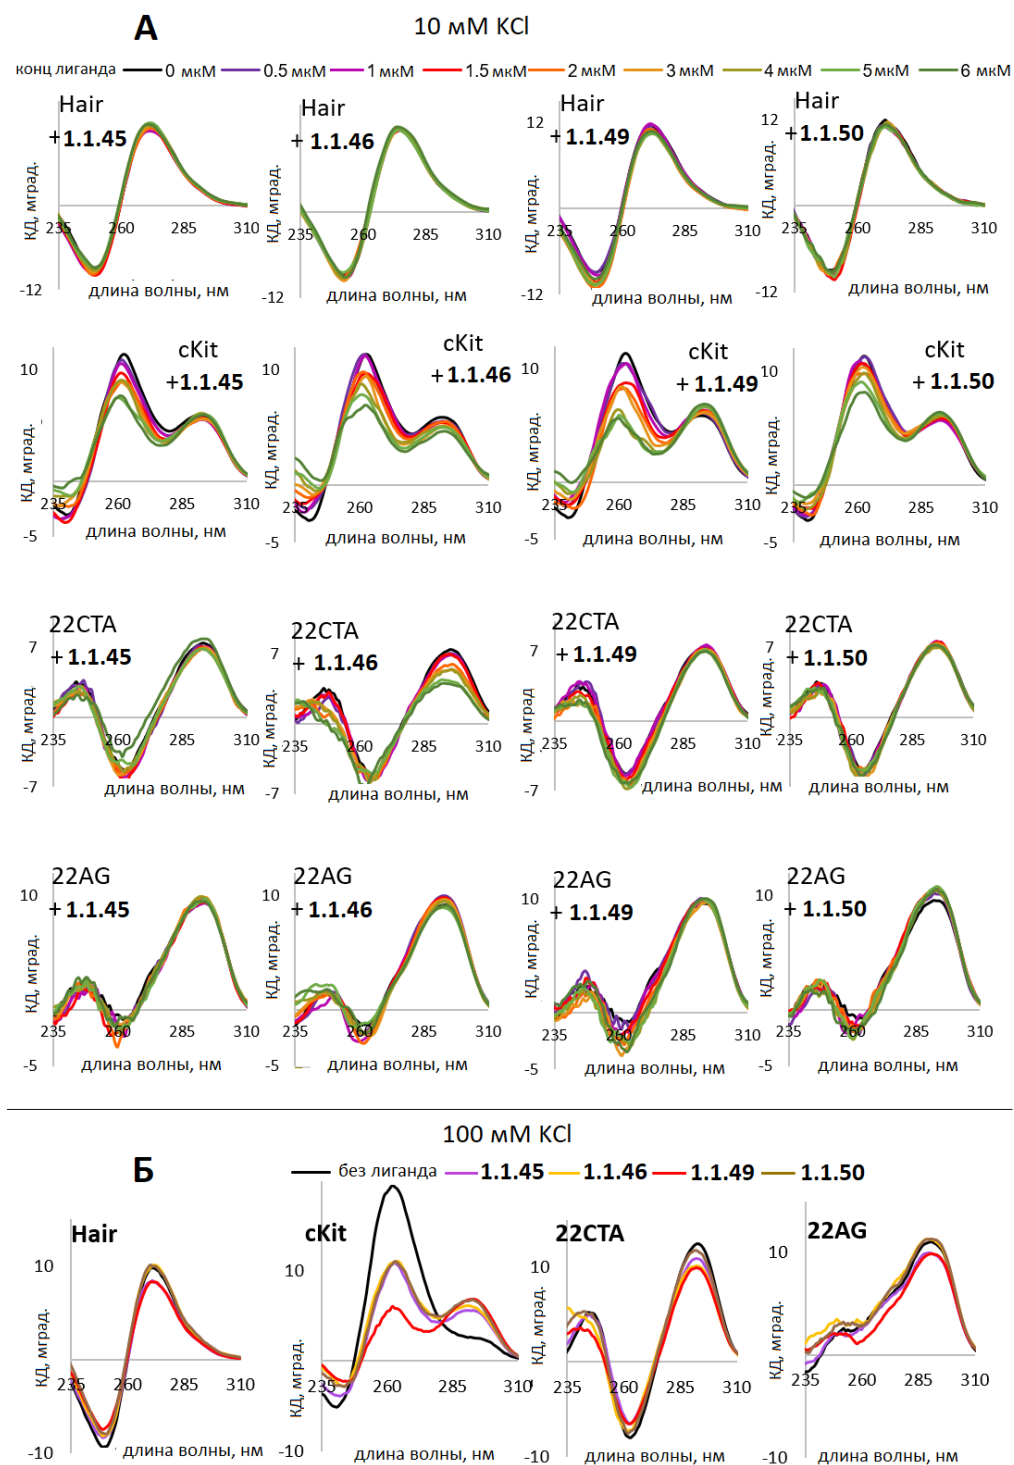 А
10 мМ KCl
конц лиганда 0 мкМ 0.5 мкМ 1 мкМ 1.5 мкМ 2 мкМ 3 мкМ 4 мкМ 5 мкМ 6 мкМ
Hair
+ 1.1.45
КД, мград.
235 260 285 310
-12
длина волны, нм
Hair
+ 1.1.46
КД, мград.
235 260 285 310
-12
длина волны, нм
12
Hair
+ 1.1.49
КД, мград.
235 260 285 310
-12
длина волны, нм
12
Hair
+ 1.1.50
КД, мград.
235 260 285 310
-12
длина волны, нм
10
cKit
+1.1.45
КД, мград.
235 260 285 310
-5
длина волны, нм
10
cKit
+1.1.46
КД, мград.
235 260 285 310
-5
длина волны, нм
10
cKit
+ 1.1.49
КД, мград.
235 260 285 310
-5
длина волны, нм
10
cKit
+ 1.1.50
КД, мград.
235 260 285 310
-5
длина волны, нм
22CTA
7
+ 1.1.45
КД, мград.
235 260 285 310
-7
длина волны, нм
22CTA
7
+ 1.1.46
КД, мград.
235 260 285 310
-7
длина волны, нм
22CTA
7
+ 1.1.49
КД, мград
235 260 285 310
-7
длина волны, нм
22CTA
7
+ 1.1.50
КД, мград.
235 260 285 310
-7
длина волны, нм
22AG
10
+ 1.1.45
КД, мград.
235 260 285 310
-5
длина волны, нм
22AG
10
+ 1.1.46
КД, мград.
235 260 285 310
-5
длина волны, нм
22AG
10
+ 1.1.49
КД, мград.
235 260 285 310
-5
длина волны, нм
22AG
10
+ 1.1.50
КД, мград.
235 260 285 310
-5
длина волны, нм
100 мМ KCl
Б
без лиганда 1.1.45 1.1.46 1.1.49 1.1.50
Hair
10
КД, мград.
235 260 285 310
-10
длина волны, нм
cKit
10
КД, мград.
235 260 285 310
-10
длина волны, нм
22CTA
10
КД, мград.
235 260 285 310
-10
длина волны, нм
22AG
10
КД, мград.
235 260 285 310
-10
длина волны, нм